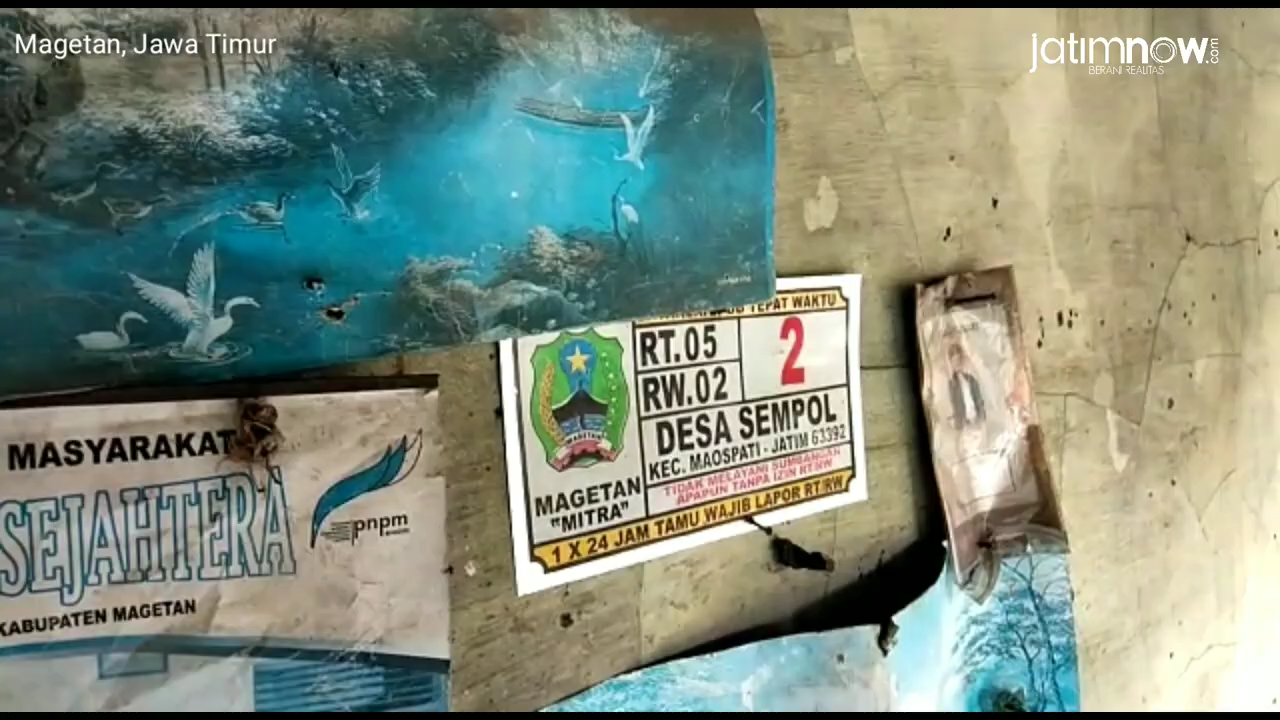 Magetan, Jawa Timur
jatimnow.com
BERANI REALITAS
TEPAT WAKTU
RT.05
2
RW.02
DESA SEMPOL
KEC. MAOSPATI - JATIM 63392
TIDAK MELAYANI SUMBANGAN
APAPUN TANPA IZIN RT/RW
MAGETAN
MAGETAN
"MITRA"
1 X 24 JAM TAMU WAJIB LAPOR RT/RW
MASYARAKAT
SEJAHTERA
pnpm
KABUPATEN MAGETAN